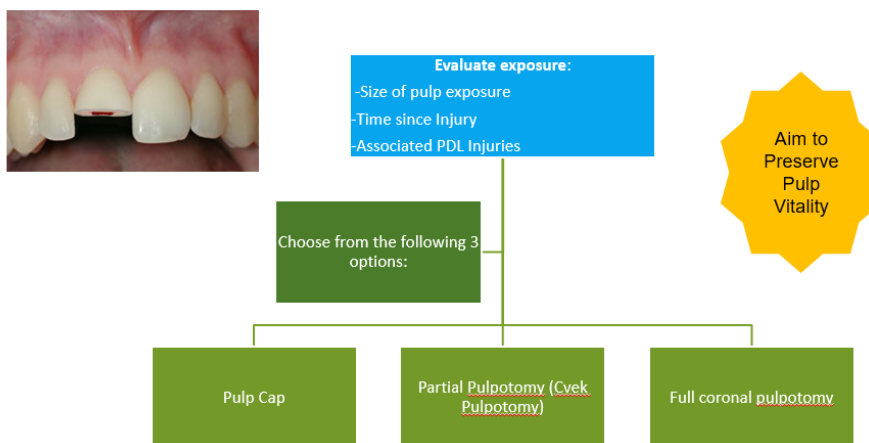 Evaluate exposure:
-Size of pulp exposure
-Time since Injury
-Associated PDL Injuries
Aim to
Preserve
Pulp
Vitality
Choose from the following 3
options:
Pulp Cap
Partial Pulpotomy (Cvek
Pulpotomy)
Full coronal pulpotomy